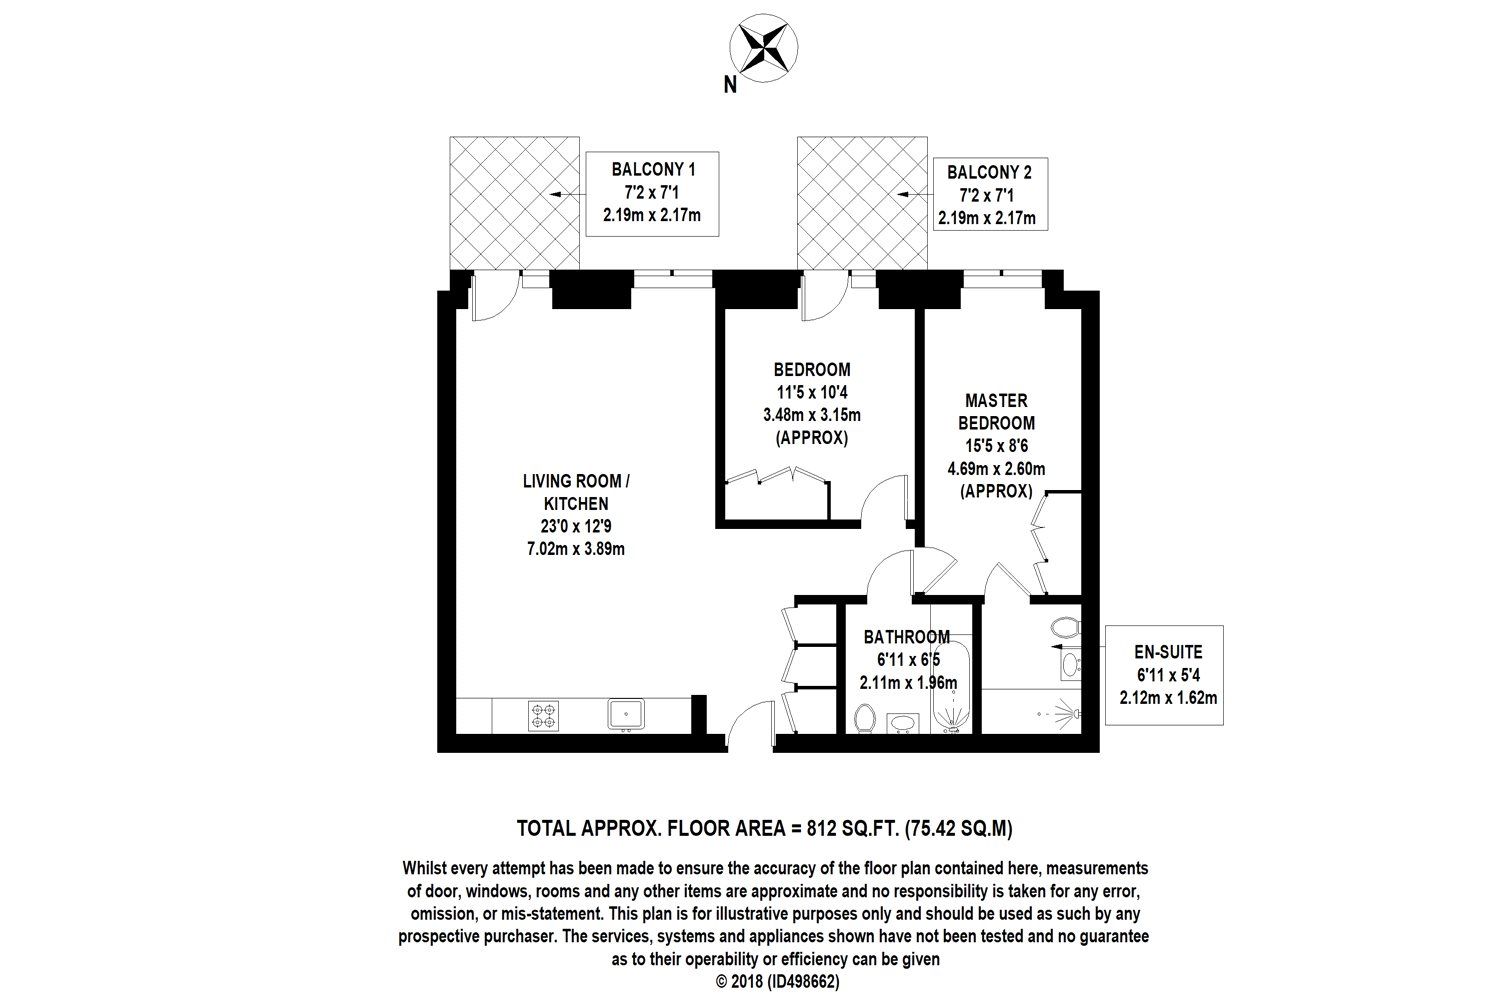 N
BALCONY 1
7'2 x 7'1
2.19m x 2.17m
BALCONY 2
7'2 x 7'1
2.19m x 2.17m
BEDROOM
11'5 x 10'4
3.48m x 3.15m
(APPROX)
MASTER
BEDROOM
15'5 x 8'6
4.69m x 2.60m
(APPROX)
LIVING ROOM /
KITCHEN
23'0 x 12'9
7.02m x 3.89m
BATHROOM
6'11 x 6'5
2.11m x 1.96m
EN-SUITE
6'11 x 5'4
2.12m x 1.62m
TOTAL APPROX. FLOOR AREA = 812 SQ.FT. (75.42 SQ.M)
Whilst every attempt has been made to ensure the accuracy of the floor plan contained here, measurements
of door, windows, rooms and any other items are approximate and no responsibility is taken for any error,
omission, or mis-statement. This plan is for illustrative purposes only and should be used as such by any
prospective purchaser. The services, systems and appliances shown have not been tested and no guarantee
as to their operability or efficiency can be given
© 2018 (ID498662)